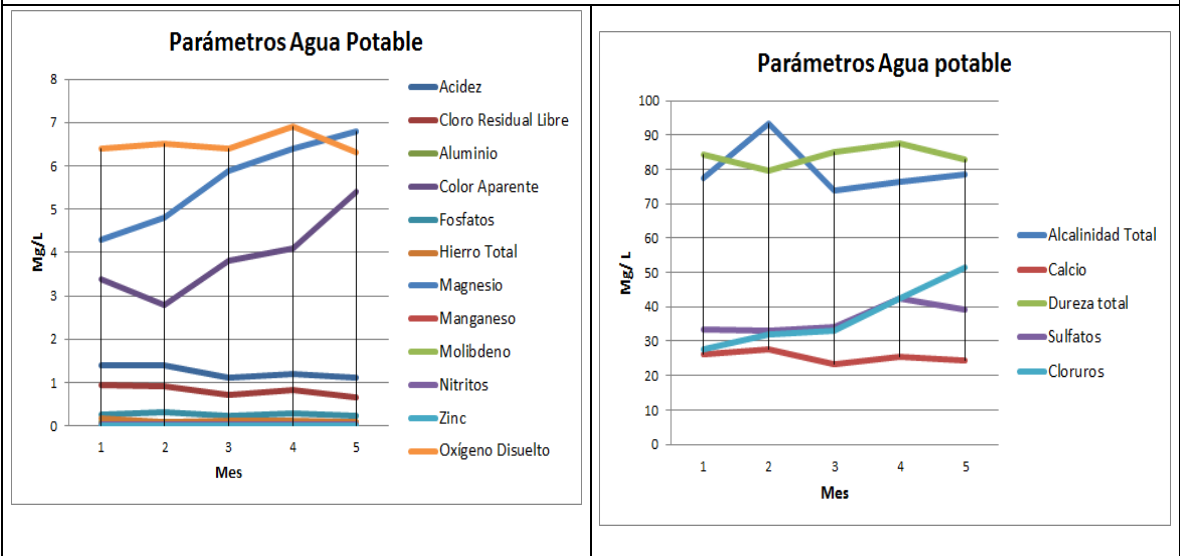 Parámetros Agua Potable
8
7
6
5
4
3
2
1
0
Mg/L
1 2 3 4 5
Mes
Acidez
Cloro Residual Libre
Aluminio
Color Aparente
Fosfatos
Hierro Total
Magnesio
Manganeso
Molibdeno
Nitritos
Zinc
Oxígeno Disuelto
Parámetros Agua potable
100
90
80
70
60
50
40
30
20
10
0
Mg/ L
1 2 3 4 5
Mes
Alcalinidad Total
Calcio
Dureza total
Sulfatos
Cloruros